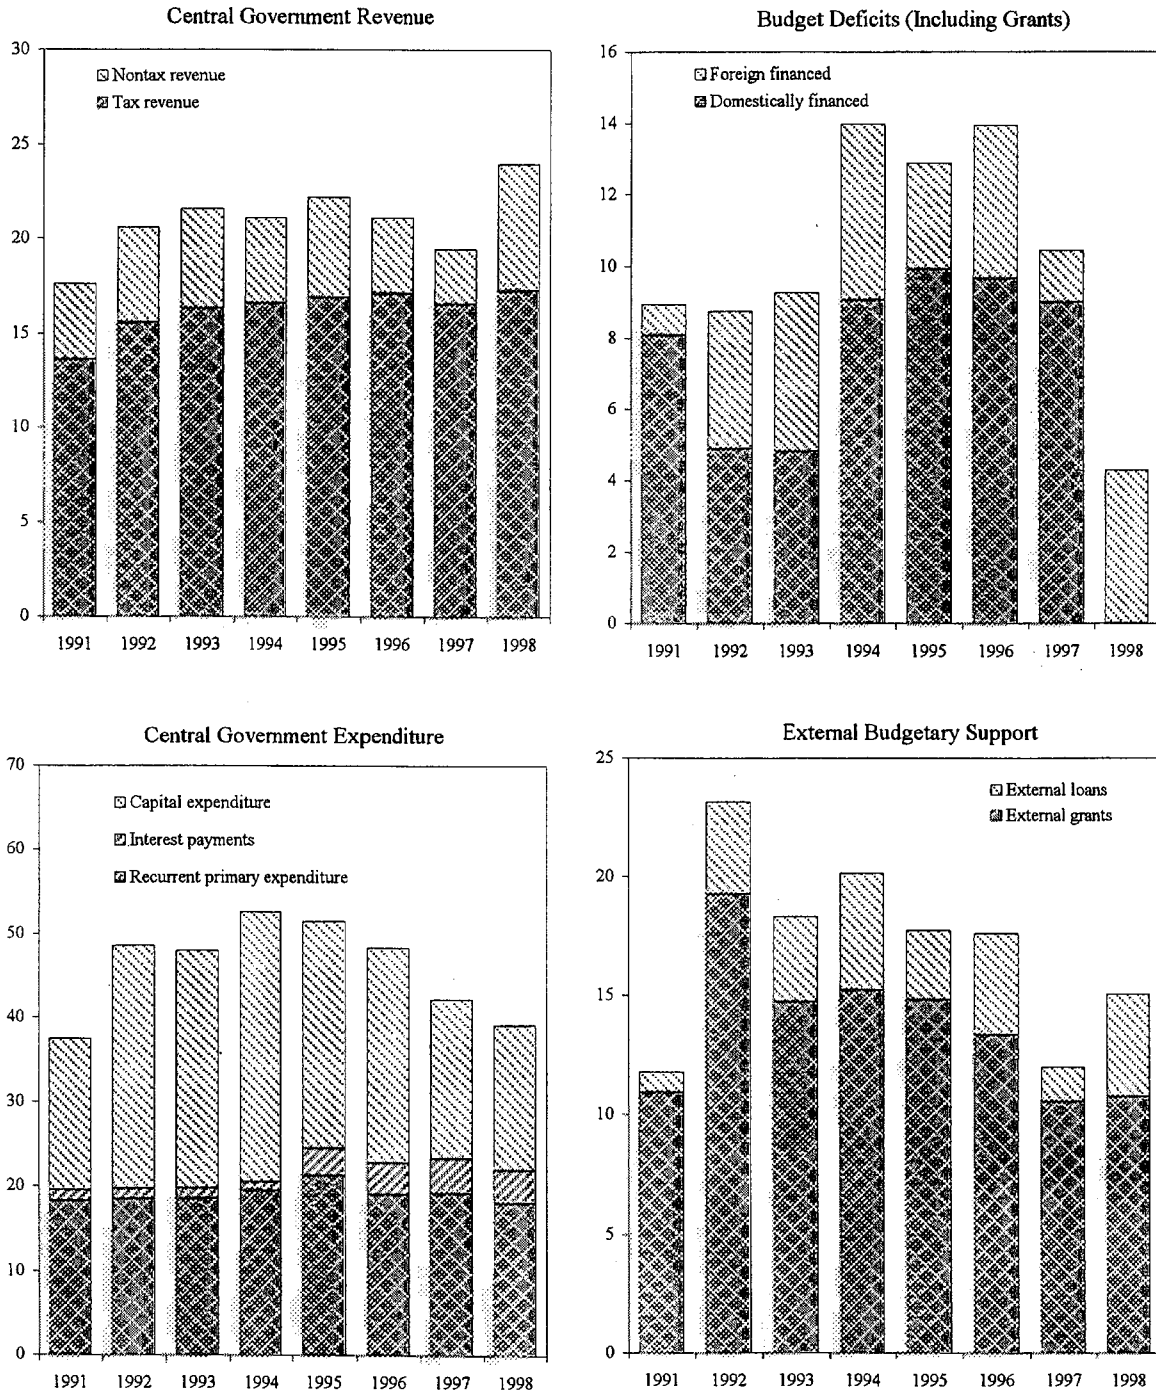 Central Government Revenue
30
25
20
15
10
5
0
Nontax revenue
Tax revenue
1991 1992 1993 1994 1995 1996 1997 1998
Budget Deficits (Including Grants)
16
14
12
10
8
6
4
2
0
Foreign financed
Domestically financed
1991 1992 1993 1994 1995 1996 1997 1998
Central Government Expenditure
70
60
50
40
30
20
10
0
Capital expenditure
Interest payments
Recurrent primary expenditure
1991 1992 1993 1994 1995 1996 1997 1998
External Budgetary Support
25
20
15
10
5
0
External loans
External grants
1991 1992 1993 1994 1995 1996 1997 1998